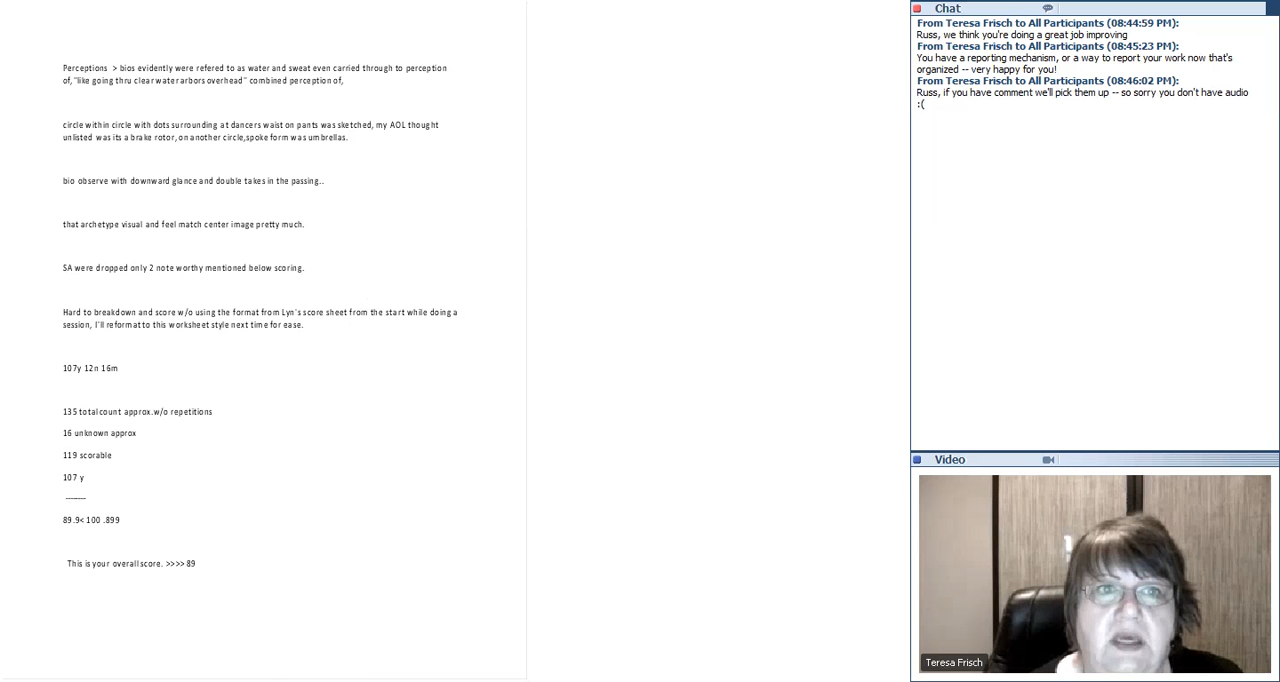 Perceptions > bios evidently were refered to as water and sweat even carried through to perception
of,"like going thru clear water arbors overhead" combined perception of,
circle within circle with dots surrounding at dancers waist on pants was sketched, my AOL thought
unlisted was its a brake rotor, on another circle,spoke form was umbrellas.
bio observe with downward glance and double takes in the passing..
that archetype visual and feel match center image pretty much.
SA were dropped only 2 note worthy mentioned below scoring.
Hard to breakdown and score w/o using the format from Lyn's score sheet from the start while doing a
session, I'll reformat to this worksheet style next time for ease.
107y 12n 16m
135 total count approx.w/o repetitions
16 unknown approx
119 scorable
107 y
--------
89.9< 100 .899
This is your overall score. >>>> 89
Chat
From Teresa Frisch to All Participants (08:44:59 PM):
Russ, we think you're doing a great job improving
From Teresa Frisch to All Participants (08:45:23 PM):
You have a reporting mechanism, or a way to report your work now that's
organized -- very happy for you!
From Teresa Frisch to All Participants (08:46:02 PM):
Russ, if you have comment we'll pick them up -- so sorry you don't have audio
:(
Video
Teresa Frisch